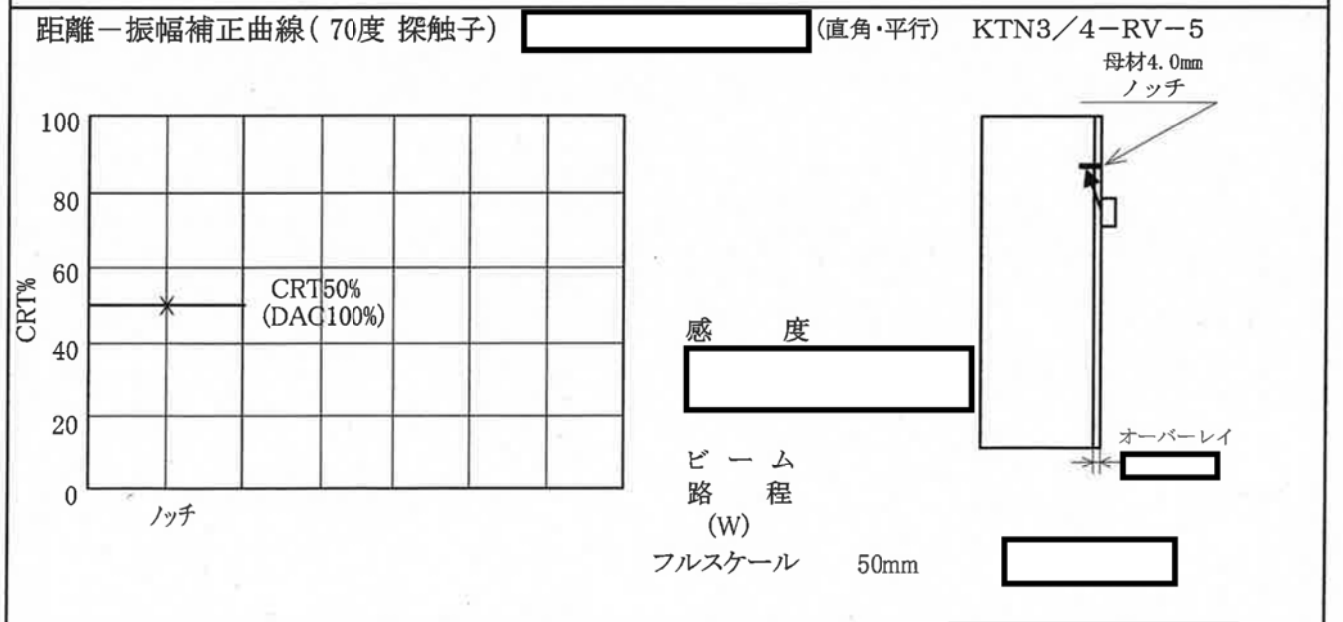 距離－振幅補正曲線( 70度 探触子) (直角・平行) KTN3／4－RV－5
母材4.0mm
ノッチ
100
80
60
40
20
0
CRT%
CRT50%
(DAC100%)
ノッチ
感 度
ビ ー ム
路 程
(W)
フルスケール 50mm
オーバーレイ